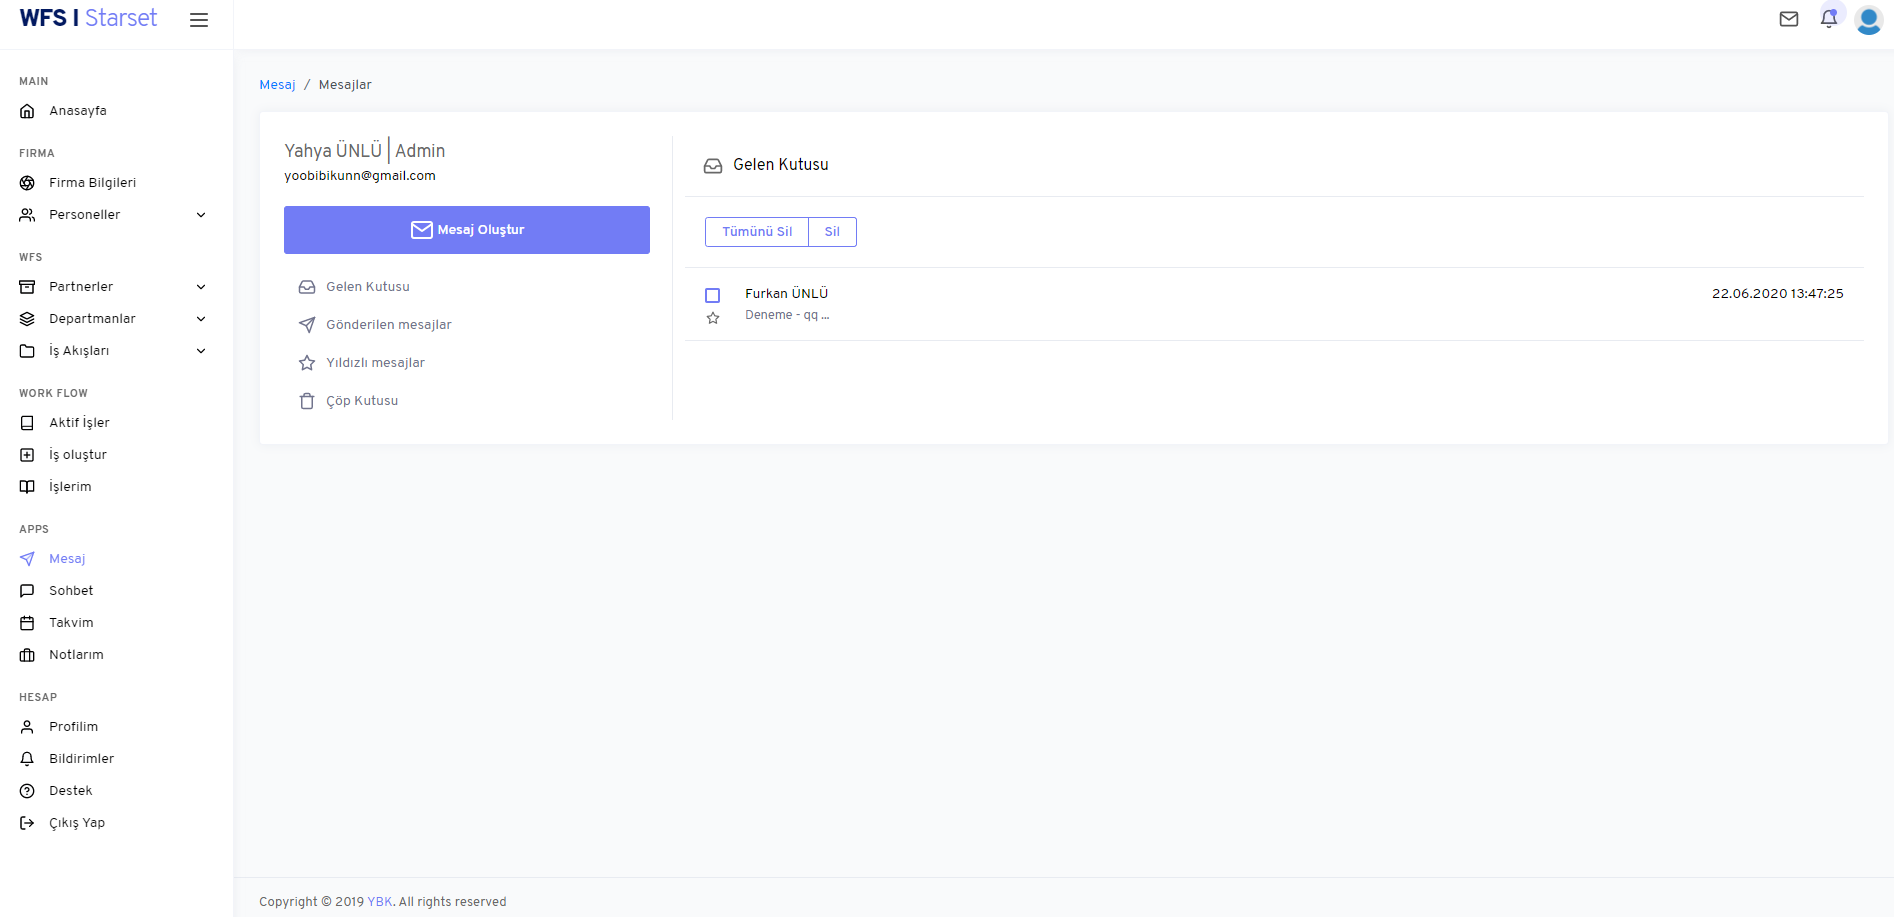 WFS I Starset
MAIN
Anasayfa
FIRMA
Firma Bilgileri
Personeller
WFS
Partnerler
Departmanlar
İş Akışları
WORK FLOW
Aktif İşler
İş oluştur
İşlerim
APPS
Mesaj
Sohbet
Takvim
Notlarım
HESAP
Profilim
Bildirimler
Destek
Çıkış Yap
Mesaj / Mesajlar
Yahya ÜNLÜ | Admin
yoobibikunn@gmail.com
Mesaj Oluştur
Gelen Kutusu
Gönderilen mesajlar
Yıldızlı mesajlar
Çöp Kutusu
Gelen Kutusu
Tümünü Sil Sil
Furkan ÜNLÜ 22.06.2020 13:47:25
Deneme - qq ...
Copyright © 2019 YBK. All rights reserved